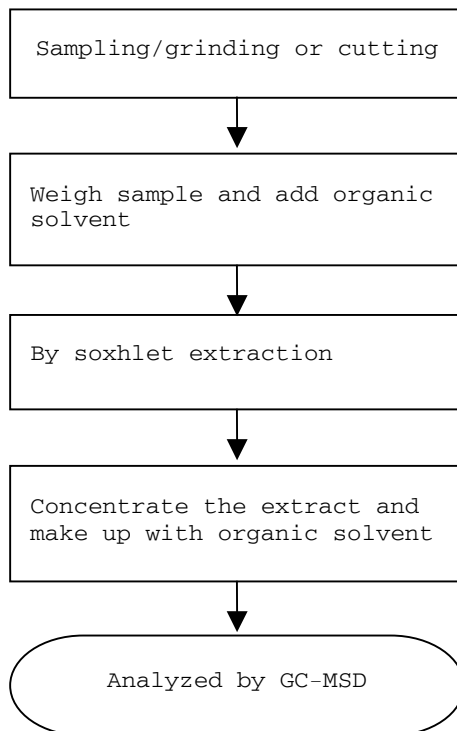 Sampling/grinding or cutting
Weigh sample and add organic
solvent
By soxhlet extraction
Concentrate the extract and
make up with organic solvent
Analyzed by GC-MSD